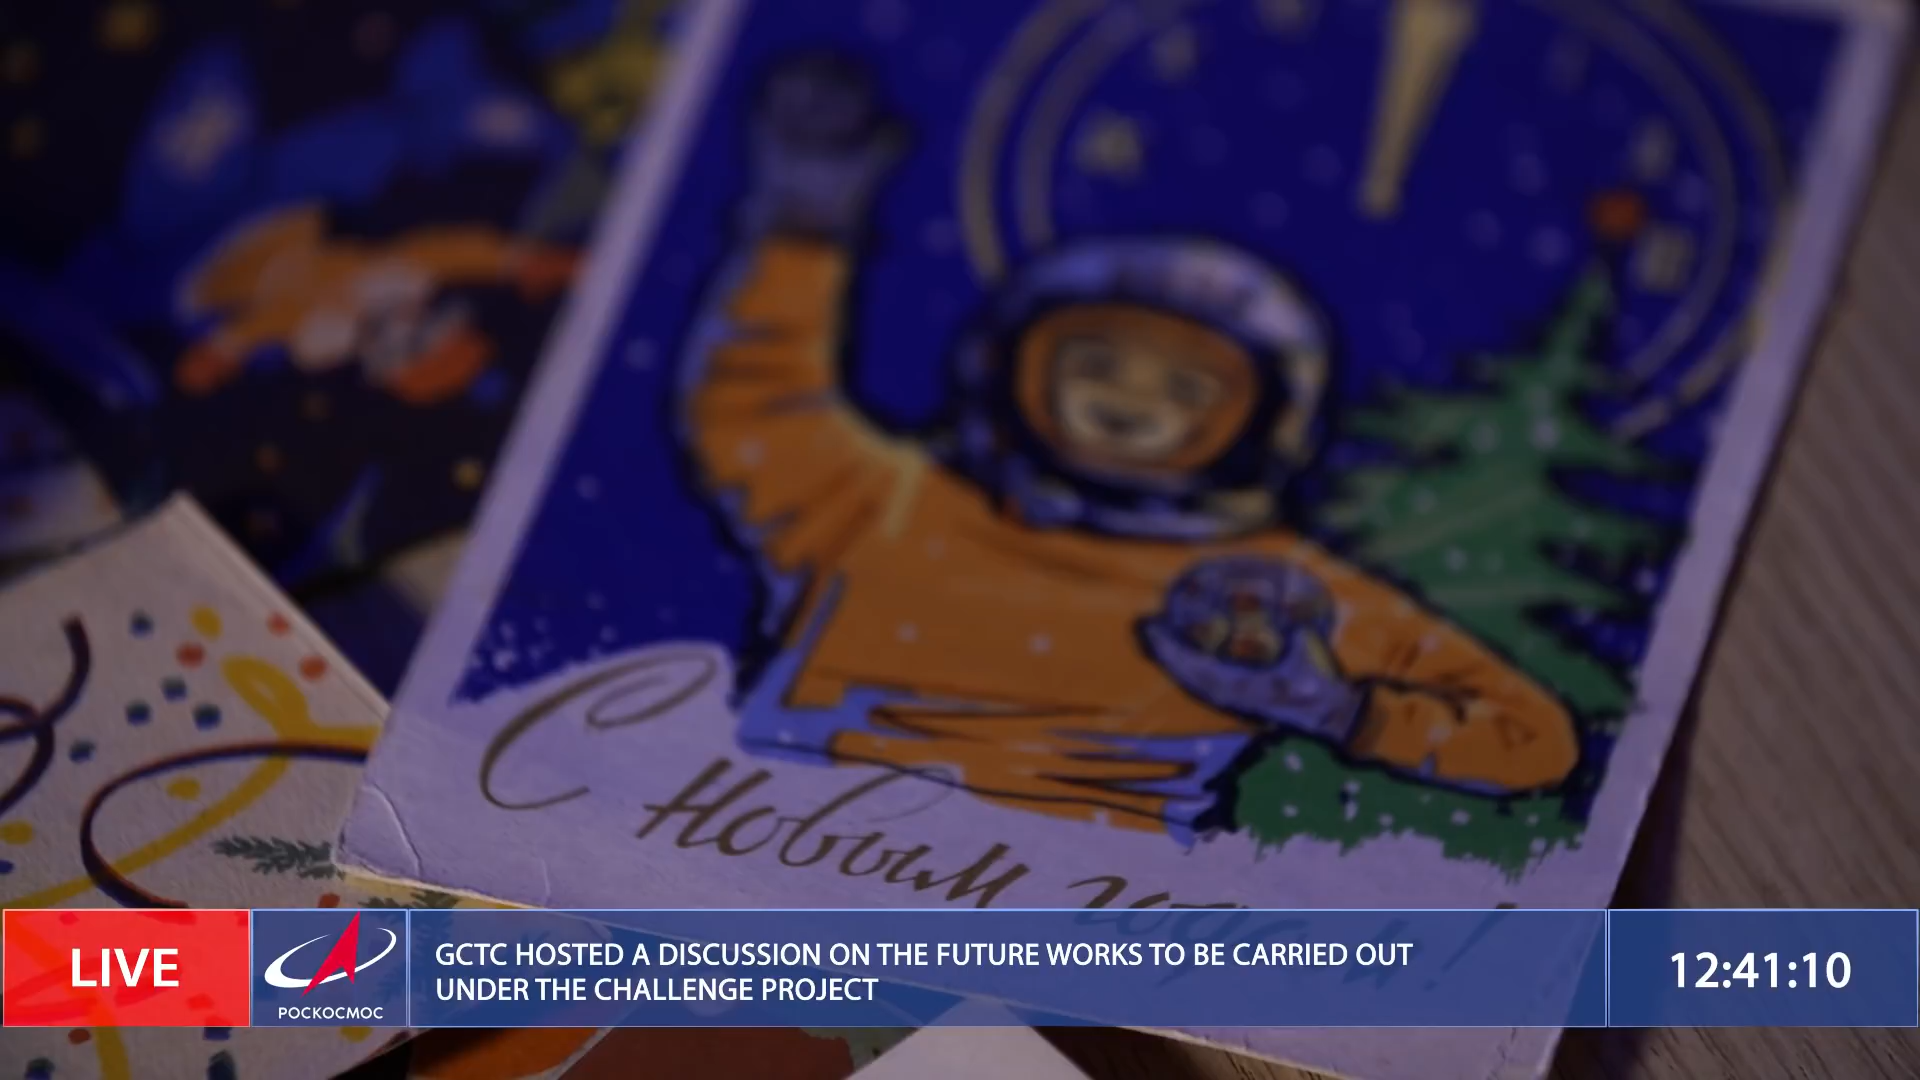 С Новым годом!
LIVE
РОСКОСМОС
GCTC HOSTED A DISCUSSION ON THE FUTURE WORKS TO BE CARRIED OUT
UNDER THE CHALLENGE PROJECT
12:41:10